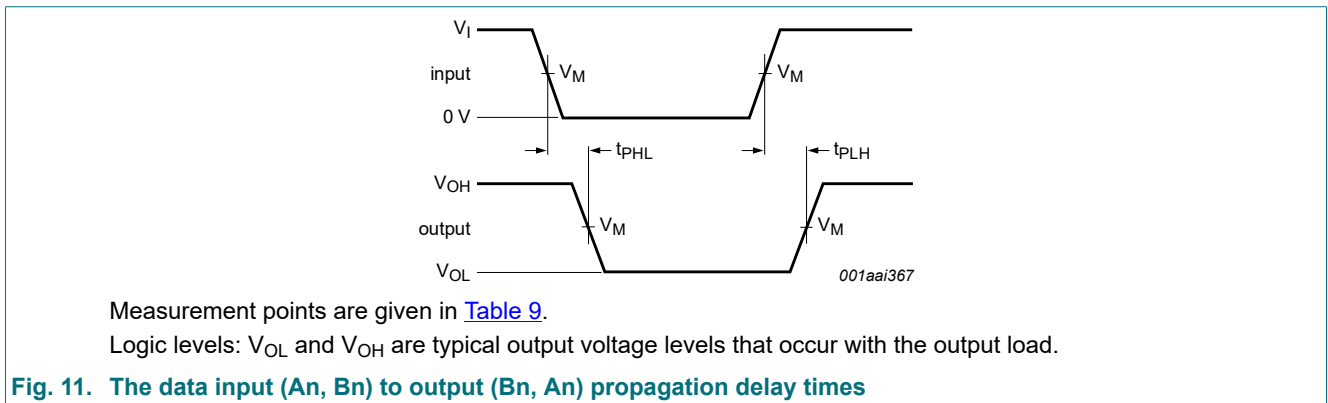 VI
input
VM
VM
0 V
tPHL
tPLH
VOH
output
VM
VM
VOL
001aai367
Measurement points are given in Table 9.
Logic levels: VOL and VOH are typical output voltage levels that occur with the output load.
Fig. 11. The data input (An, Bn) to output (Bn, An) propagation delay times